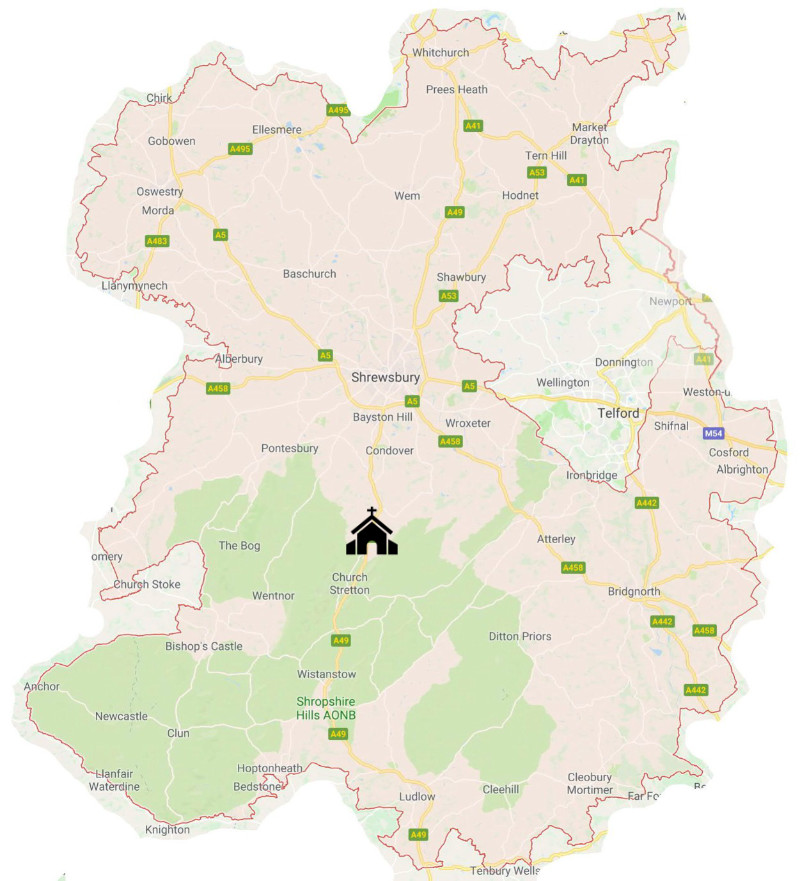 M
Whitchurch
Prees Heath
Chirk
A495
A41
Market
Drayton
Ellesmere
Gobowen
A495
Tern Hill
A53
A41
Oswestry
Wem
Hodnet
Morda
A49
A5
A483
Baschurch
Shawbury
Llanymynech
A53
Newport
Alberbury
A5
A41
Donnington
Shrewsbury
Wellington
A458
A5
Weston-u
A5
Telford
Bayston Hill
Wroxeter
Shifnal
M54
A458
Pontesbury
Condover
Cosford
Albrighton
Ironbridge
A442
The Bog
Atterley
omery
A458
Church Stoke
Church
Stretton
Wentnor
Bridgnorth
A442
A458
Ditton Priors
A49
Bishop's Castle
Wistanstow
Anchor
A442
Shropshire
Hills AONB
Newcastle
Clun
A49
Hoptonheath
Llanfair
Waterdine
Bedstone
Cleobury
Mortimer
Ludlow
Cleehill
Far Fo
Be
Knighton
A49
Tenbury Wells